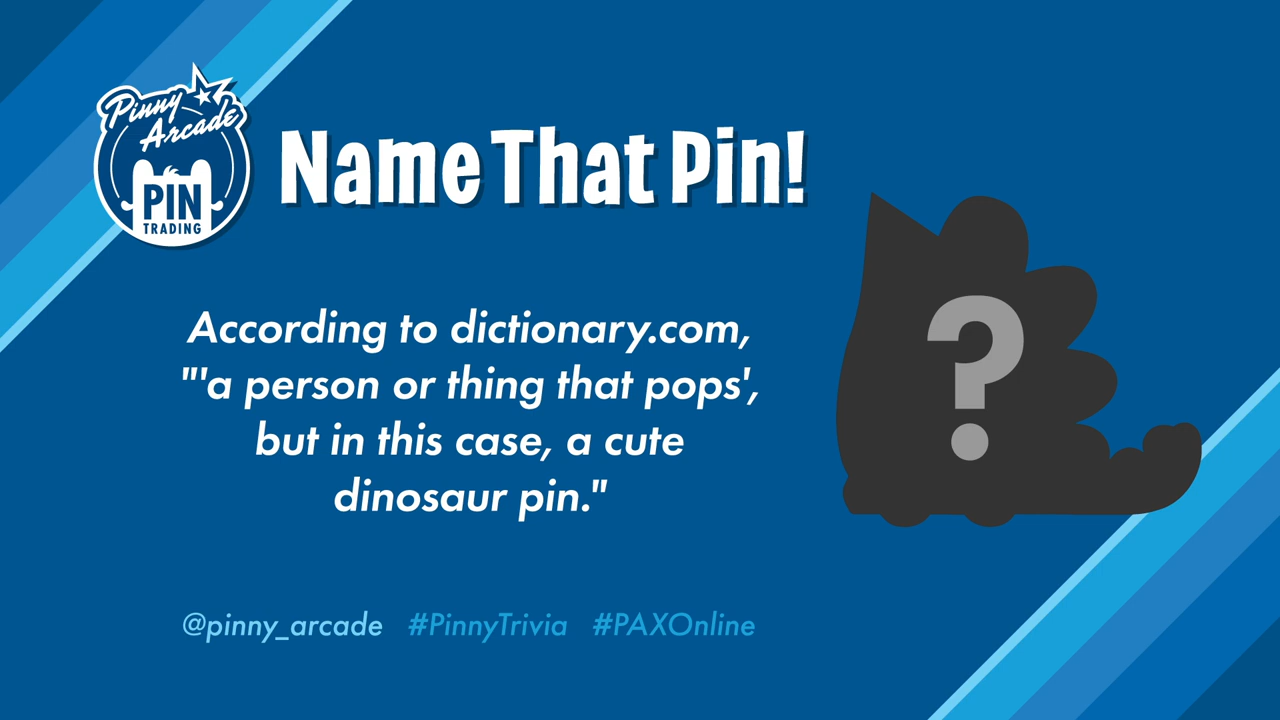 Pinny
Arcade
PIN
TRADING
Name That Pin!
According to dictionary.com,
"'a person or thing that pops',
but in this case, a cute
dinosaur pin."
?
@pinny_arcade #PinnyTrivia #PAXOnline